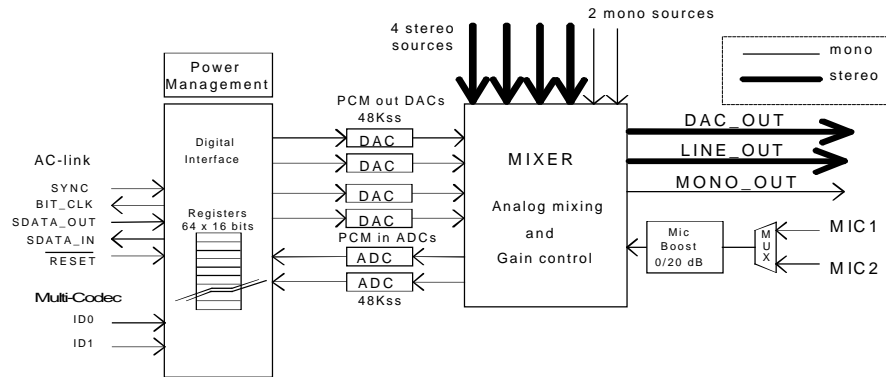 4 stereo
sources
2 mono sources
mono
stereo
Power
Management
PCM out DACs
48Kss
DAC
DAC
DAC
DAC
PCM in ADCs
ADC
ADC
48Kss
Digital
Interface
Registers
64 x 16 bits
AC-link
SYNC
BIT_CLK
SDATA_OUT
SDATA_IN
RESET
Multi-Codec
ID0
ID1
MIXER
Analog mixing
and
Gain control
DAC_OUT
LINE_OUT
MONO_OUT
Mic
Boost
0/20 dB
MUX
MIC1
MIC2